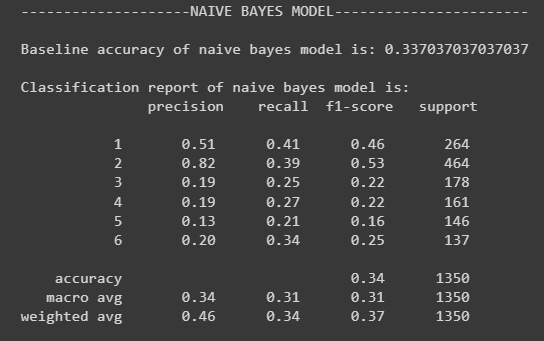 --------------------NAIVE BAYES MODEL-----------------------
Baseline accuracy of naive bayes model is: 0.337037037037037
Classification report of naive bayes model is:
precision recall f1-score support
1 0.51 0.41 0.46 264
2 0.82 0.39 0.53 464
3 0.19 0.25 0.22 178
4 0.19 0.27 0.22 161
5 0.13 0.21 0.16 146
6 0.20 0.34 0.25 137
accuracy 0.34 1350
macro avg 0.34 0.31 0.31 1350
weighted avg 0.46 0.34 0.37 1350